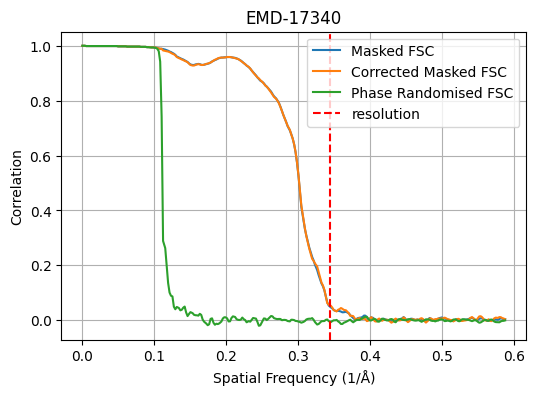 EMD-17340
Masked FSC
Corrected Masked FSC
Phase Randomised FSC
resolution
Correlation
1.0
0.8
0.6
0.4
0.2
0.0
0.0 0.1 0.2 0.3 0.4 0.5 0.6
Spatial Frequency (1/Å)